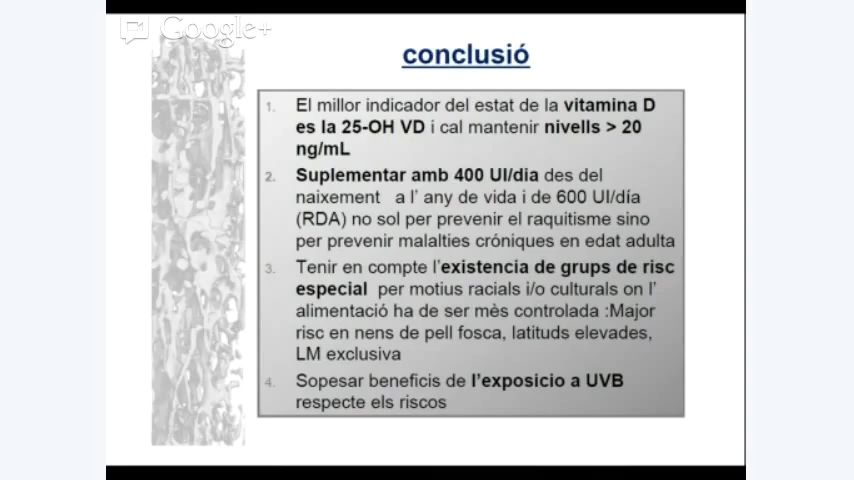 Google+
conclusió
1. El millor indicador del estat de la vitamina D
es la 25-OH VD i cal mantenir nivells > 20
ng/mL
2. Suplementar amb 400 UI/dia des del
naixement a l' any de vida i de 600 UI/día
(RDA) no sol per prevenir el raquitisme sino
per prevenir malalties cróniques en edat adulta
3. Tenir en compte l'existencia de grups de risc
especial per motius racials i/o culturals on l'
alimentació ha de ser mès controlada :Major
risc en nens de pell fosca, latituds elevades,
LM exclusiva
4. Sopesar beneficis de l'exposicio a UVB
respecte els riscos